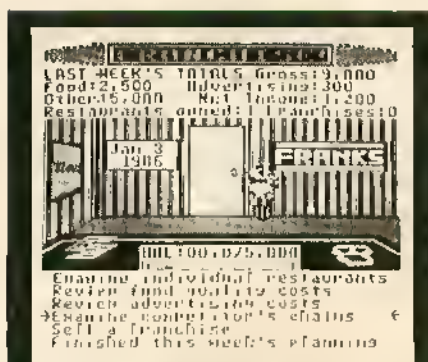 LAST WEEK'S TOTALS Gross:9,000
Food:2,500 Advertising:300
Other:5,000 Net Income:1,200
Restaurants owned:1 Franchises:0
Jan 3
1986
FRANKS
Examine individual restaurants
Review food quality costs
Review advertising costs
→Examine competitor's chains ←
Sell a franchise
Finished this week's planning